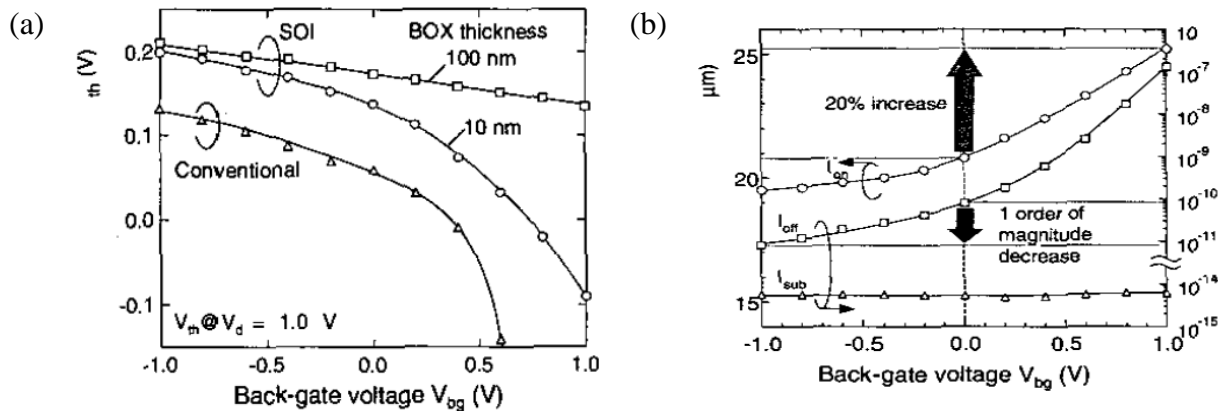 (a)
SOI
BOX thickness
100 nm
10 nm
Conventional
0.2
0.1
0.0
-0.1
th (V)
V_th@V_d = 1.0 V
-1.0 -0.5 0.0 0.5 1.0
Back-gate voltage V_bg (V)
(b)
25
20
15
μm
20% increase
I_on
I_off
1 order of
magnitude
decrease
I_sub
10^-6
10^-7
10^-8
10^-9
10^-10
10^-11
10^-14
10^-15
-1.0 -0.5 0.0 0.5 1.0
Back-gate voltage V_bg (V)